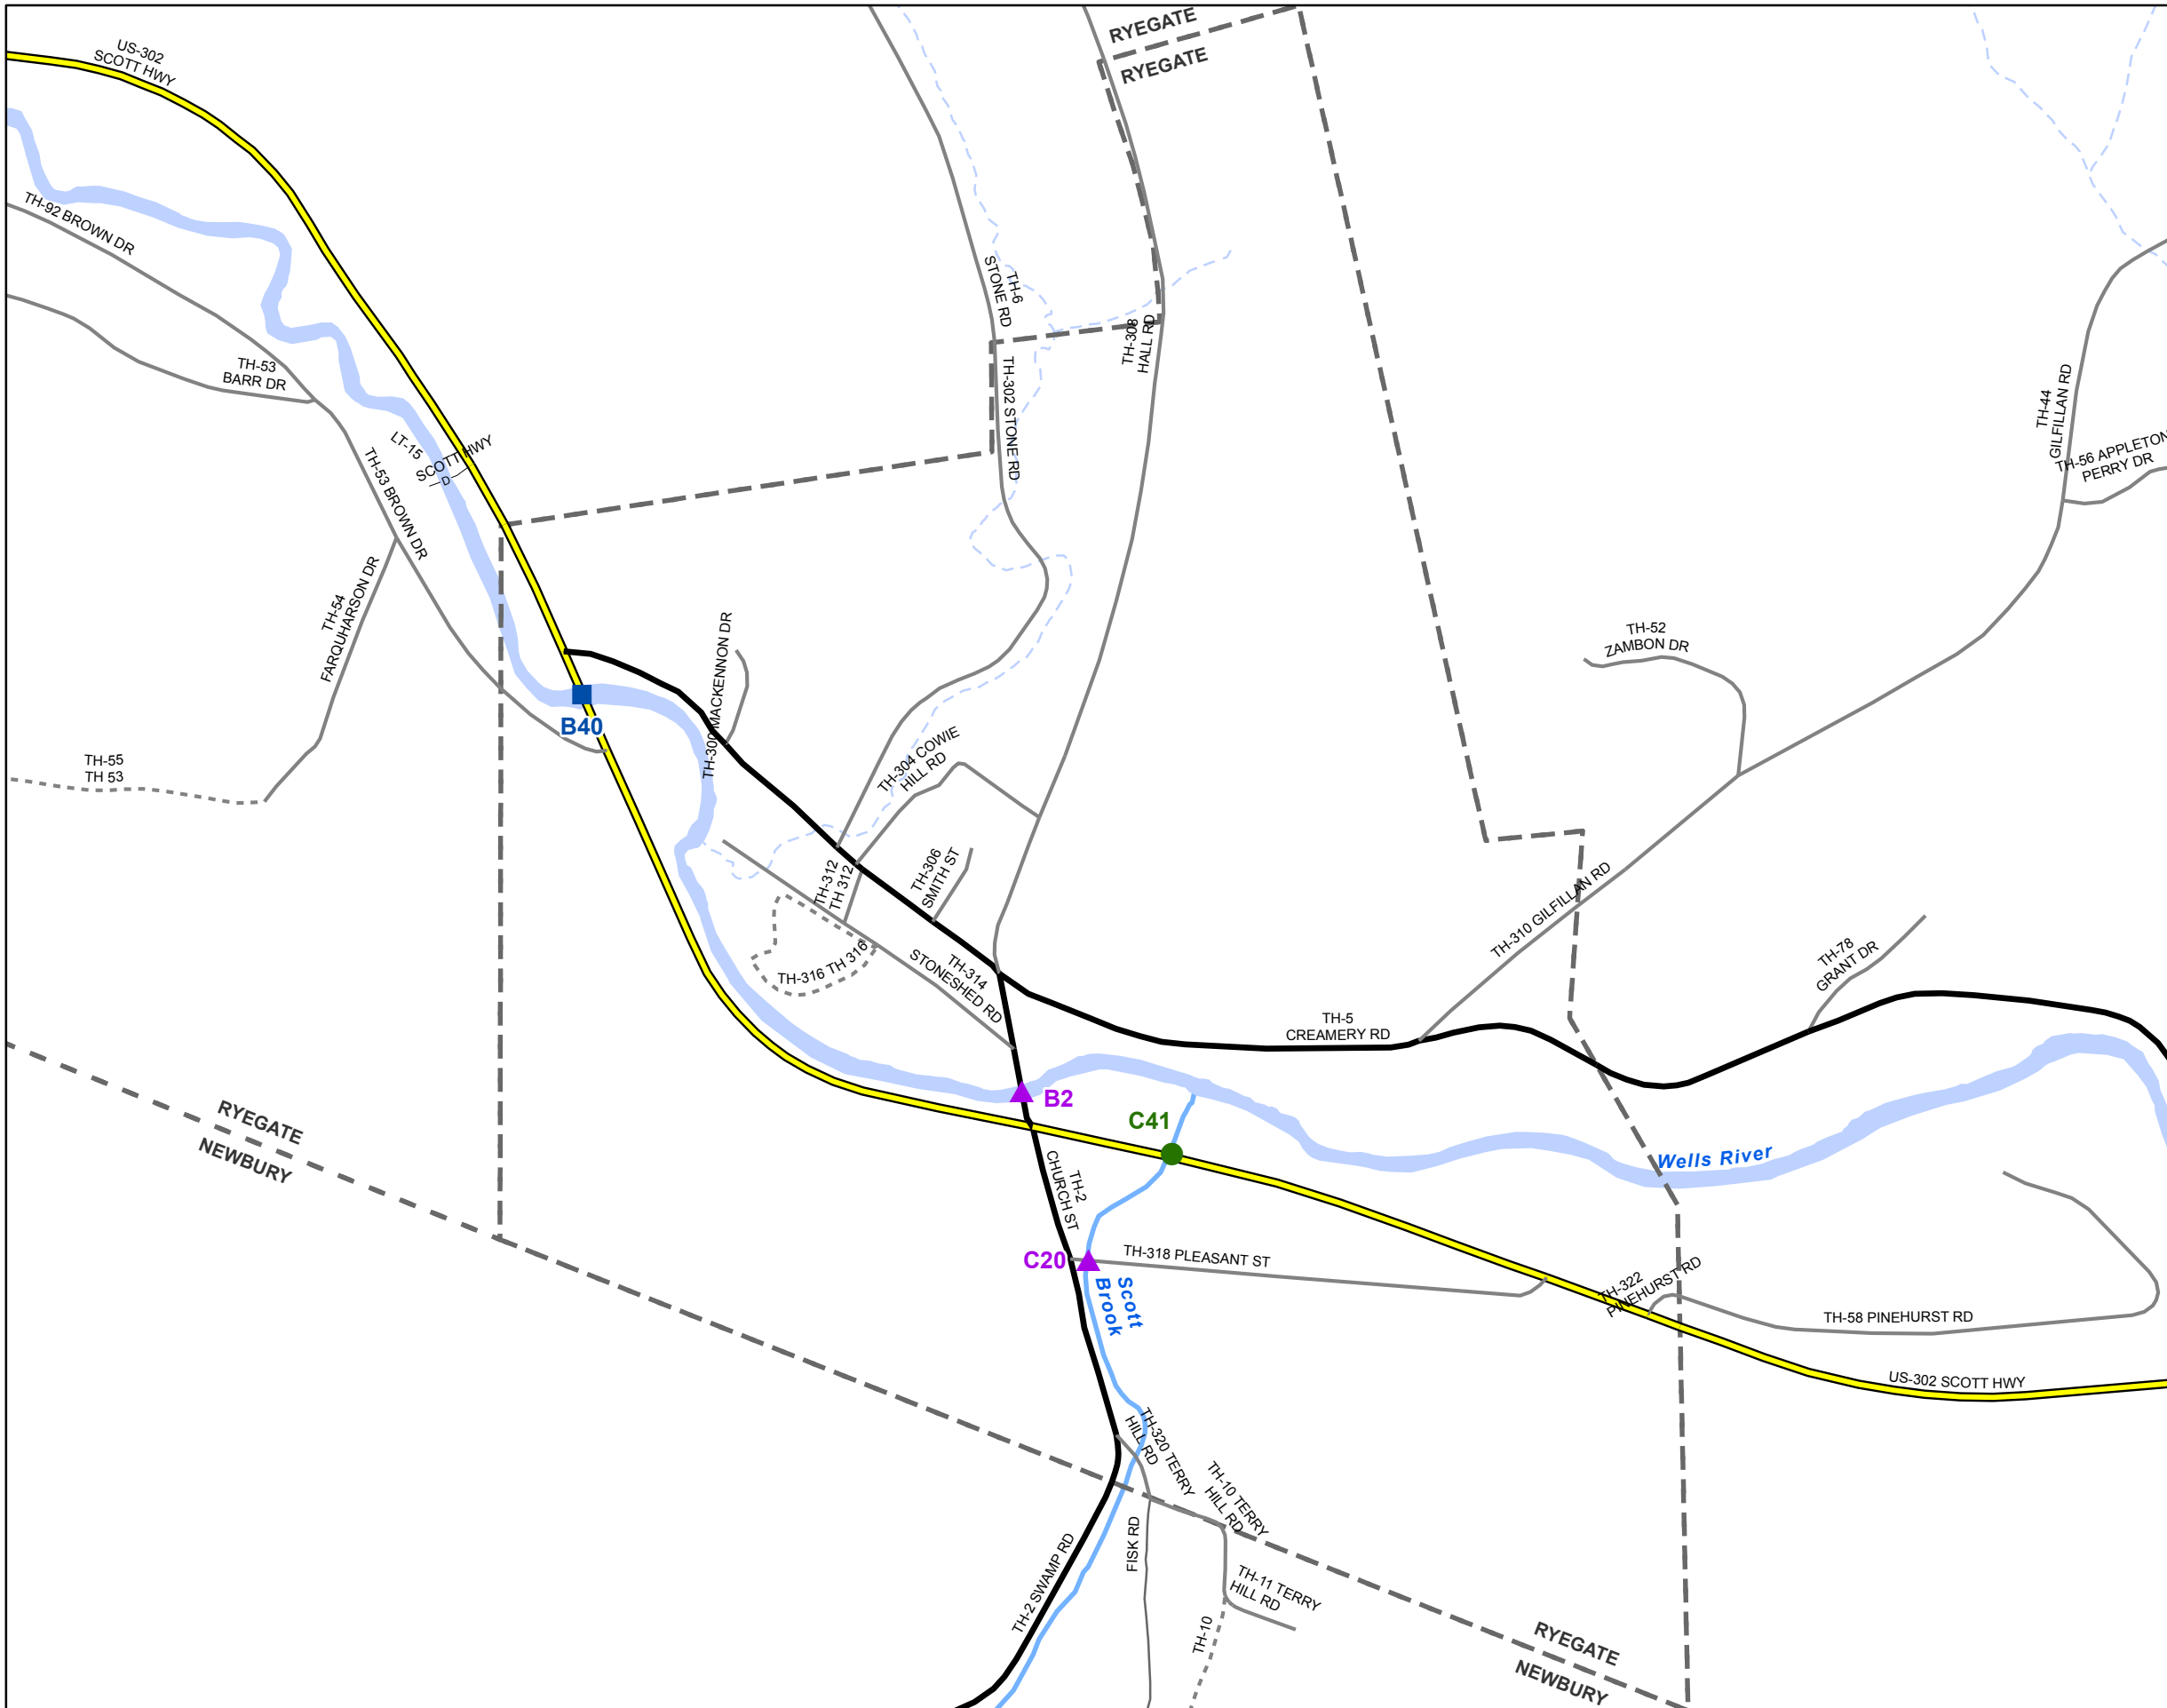 RYEGATE
RYEGATE
US-302
SCOTT HWY
TH-92 BROWN DR
TH-6
STONE RD
TH-308
HALL RD
TH-53
BARR DR
TH-302 STONE RD
TH-44
GILFILLAN RD
TH-56 APPLETON
PERRY DR
LT-15
SCOTT HWY
D
TH-53 BROWN DR
TH-54
FARQUHARSON DR
TH-300 MACKENNON DR
TH-52
ZAMBON DR
B40
TH-55
TH 53
TH-304 COWIE
HILL RD
TH-312
TH 312
TH-306
SMITH ST
TH-310 GILFILLAN RD
TH-316 TH 316
TH-314
STONESHED RD
TH-78
GRANT DR
TH-5
CREAMERY RD
B2
C41
RYEGATE
NEWBURY
Wells River
TH-2
CHURCH ST
C20
TH-318 PLEASANT ST
Scott
Brook
TH-322
PINEHURST RD
TH-58 PINEHURST RD
US-302 SCOTT HWY
TH-320 TERRY
HILL RD
TH-10 TERRY
HILL RD
FISK RD
TH-2 SWAMP RD
TH-11 TERRY
HILL RD
TH-10
RYEGATE
NEWBURY